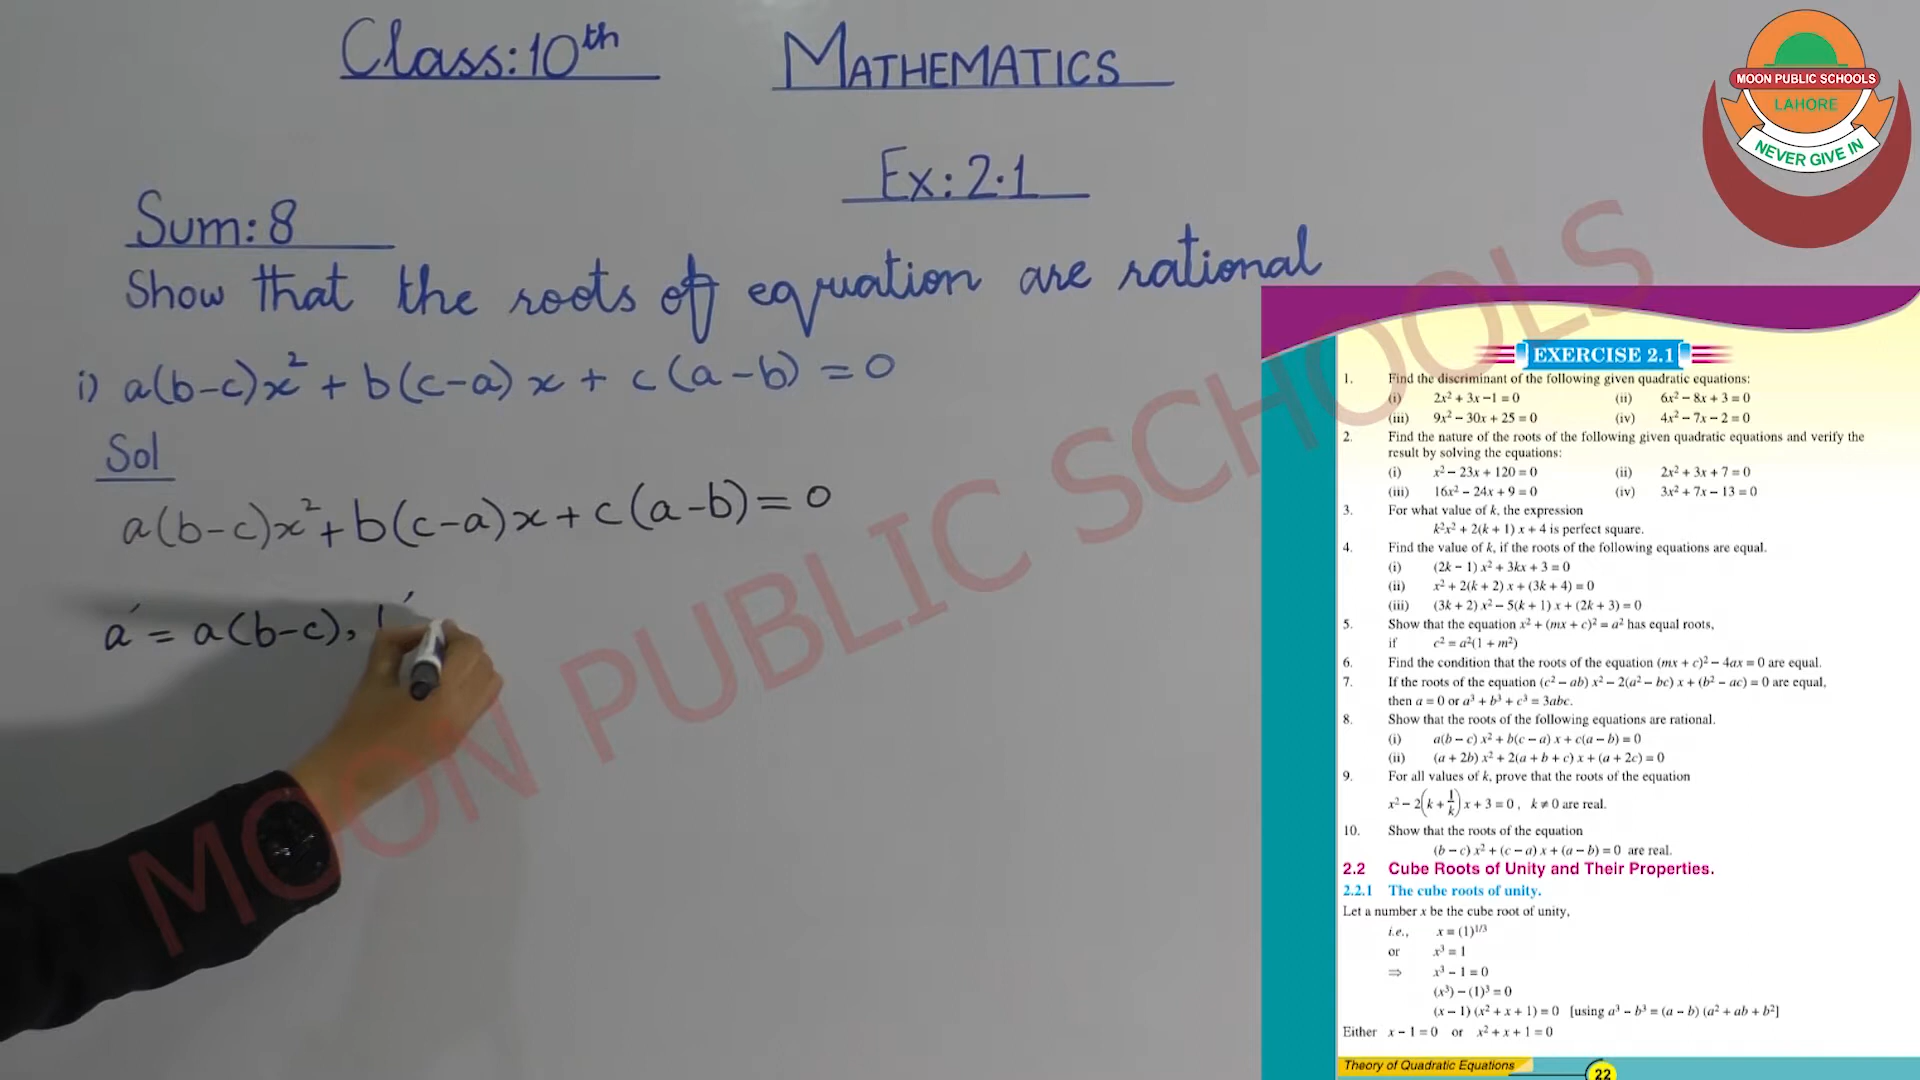 Class: 10th MATHEMATICS
Ex: 2.1
Sum: 8
Show that the roots of equation are rational
i) a(b-c)x² + b(c-a)x + c(a-b) = 0
Sol
a(b-c)x² + b(c-a)x + c(a-b) = 0
a′ = a(b-c),
MOON PUBLIC SCHOOLS
LAHORE
NEVER GIVE IN
MOON PUBLIC SCHOOLS
EXERCISE 2.1
1. Find the discriminant of the following given quadratic equations:
(i) 2x² + 3x – 1 = 0 (ii) 6x² – 8x + 3 = 0
(iii) 9x² – 30x + 25 = 0 (iv) 4x² – 7x – 2 = 0
2. Find the nature of the roots of the following given quadratic equations and verify the
result by solving the equations:
(i) x² – 23x + 120 = 0 (ii) 2x² + 3x + 7 = 0
(iii) 16x² – 24x + 9 = 0 (iv) 3x² + 7x – 13 = 0
3. For what value of k, the expression
k²x² + 2(k + 1) x + 4 is perfect square.
4. Find the value of k, if the roots of the following equations are equal.
(i) (2k – 1) x² + 3kx + 3 = 0
(ii) x² + 2(k + 2) x + (3k + 4) = 0
(iii) (3k + 2) x² – 5(k + 1) x + (2k + 3) = 0
5. Show that the equation x² + (mx + c)² = a² has equal roots,
if c² = a²(1 + m²)
6. Find the condition that the roots of the equation (mx + c)² – 4ax = 0 are equal.
7. If the roots of the equation (c² – ab) x² – 2(a² – bc) x + (b² – ac) = 0 are equal,
then a = 0 or a³ + b³ + c³ = 3abc.
8. Show that the roots of the following equations are rational.
(i) a(b – c) x² + b(c – a) x + c(a – b) = 0
(ii) (a + 2b) x² + 2(a + b + c) x + (a + 2c) = 0
9. For all values of k, prove that the roots of the equation
x² – 2(k + 1/k) x + 3 = 0 , k ≠ 0 are real.
10. Show that the roots of the equation
(b – c) x² + (c – a) x + (a – b) = 0 are real.
2.2 Cube Roots of Unity and Their Properties.
2.2.1 The cube roots of unity.
Let a number x be the cube root of unity,
i.e., x = (1)^1/3
or x³ = 1
⇒ x³ – 1 = 0
(x³) – (1)³ = 0
(x – 1) (x² + x + 1) = 0 [using a³ – b³ = (a – b) (a² + ab + b²]
Either x – 1 = 0 or x² + x + 1 = 0
Theory of Quadratic Equations 22